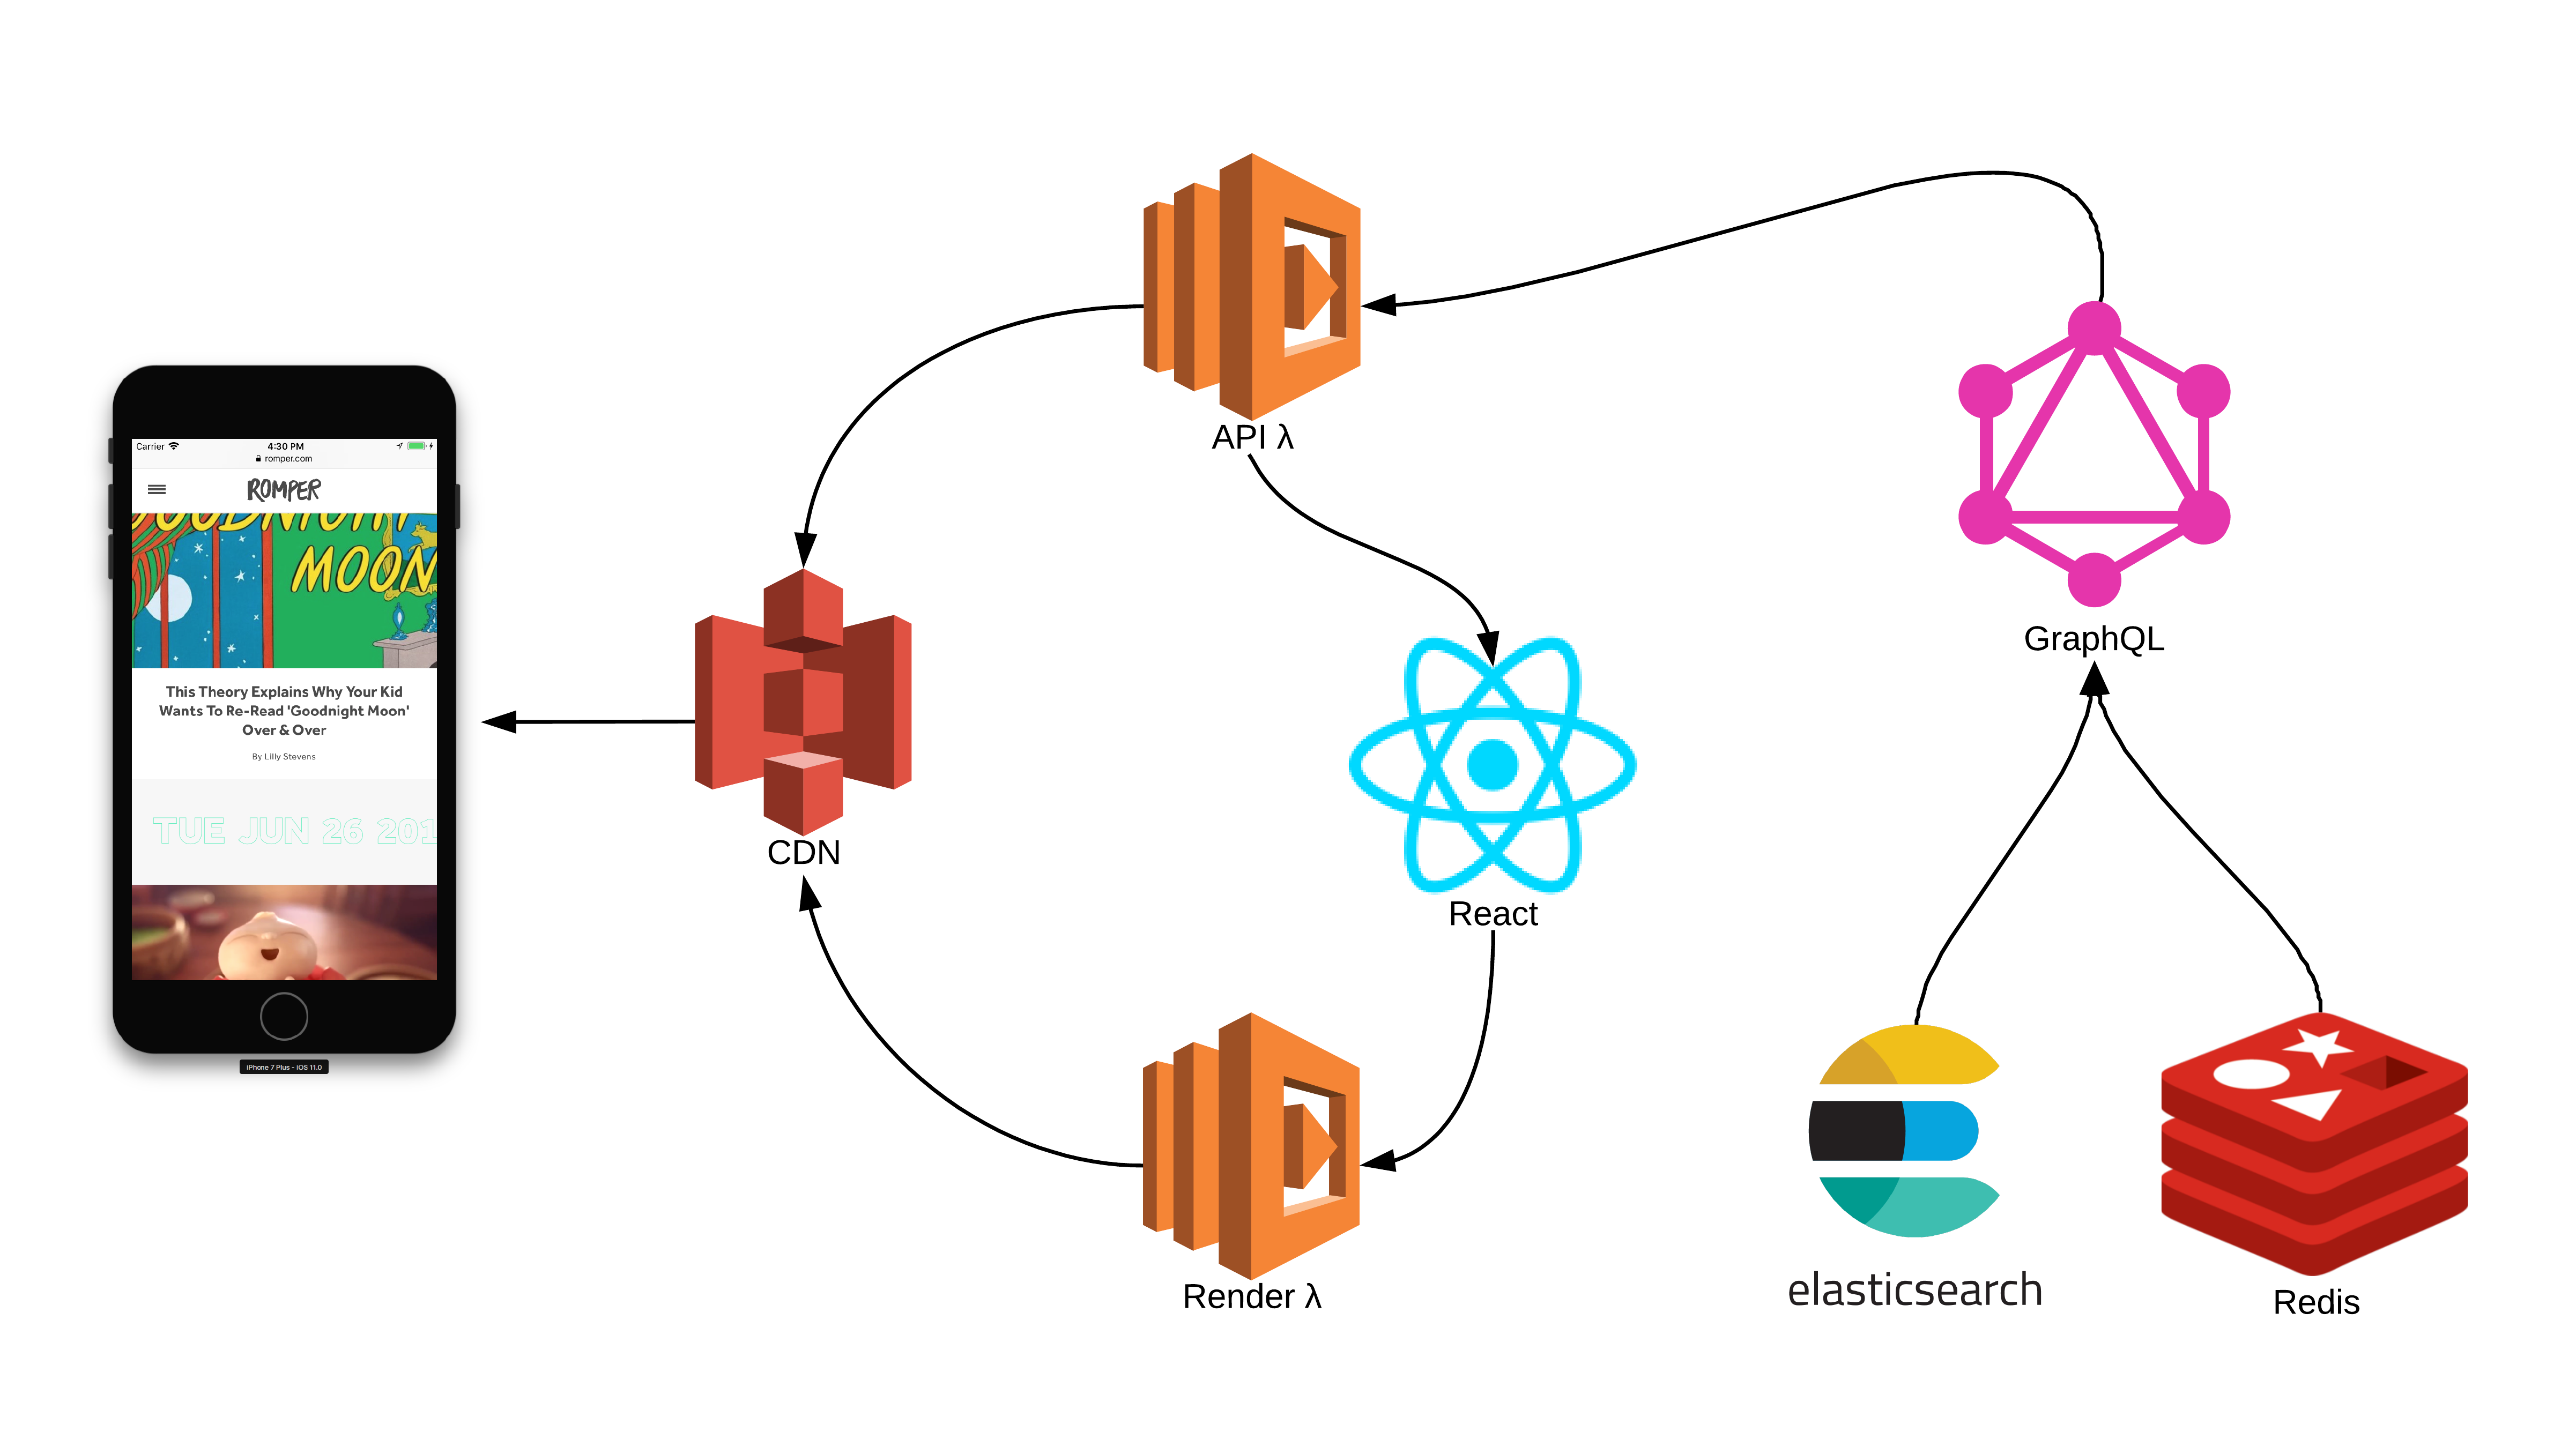 Carrier
4:30 PM
romper.com
ROMPER
GOODNIGHT
MOON
This Theory Explains Why Your Kid
Wants To Re-Read 'Goodnight Moon'
Over & Over
By Lilly Stevens
TUE JUN 26 201
iPhone 7 Plus - iOS 11.0
CDN
API λ
React
Render λ
GraphQL
elasticsearch
Redis